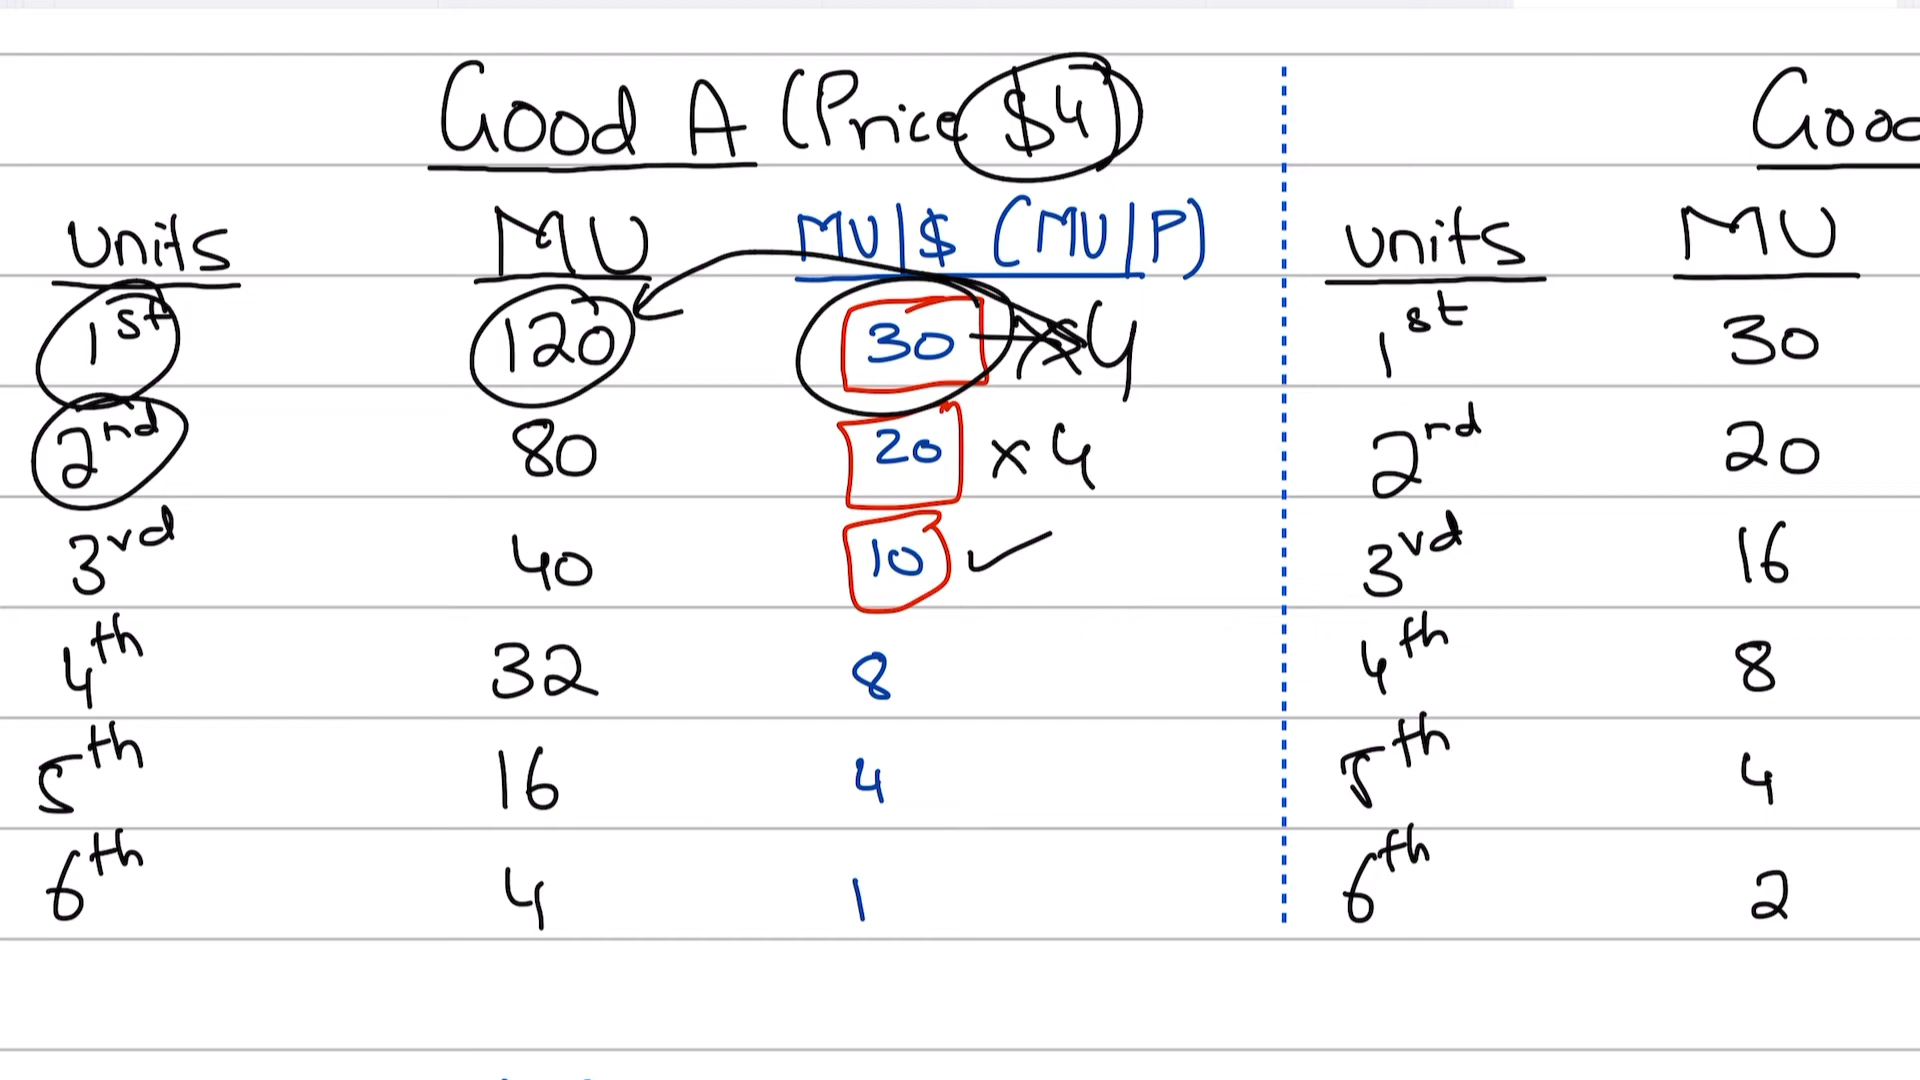 Good A (Price $4) Good
units MU MU/$ (MU/P) units MU
1st 120 30 x4 1st 30
2nd 80 20 x4 2nd 20
3rd 40 10 ✓ 3rd 16
4th 32 8 4th 8
5th 16 4 5th 4
6th 4 1 6th 2